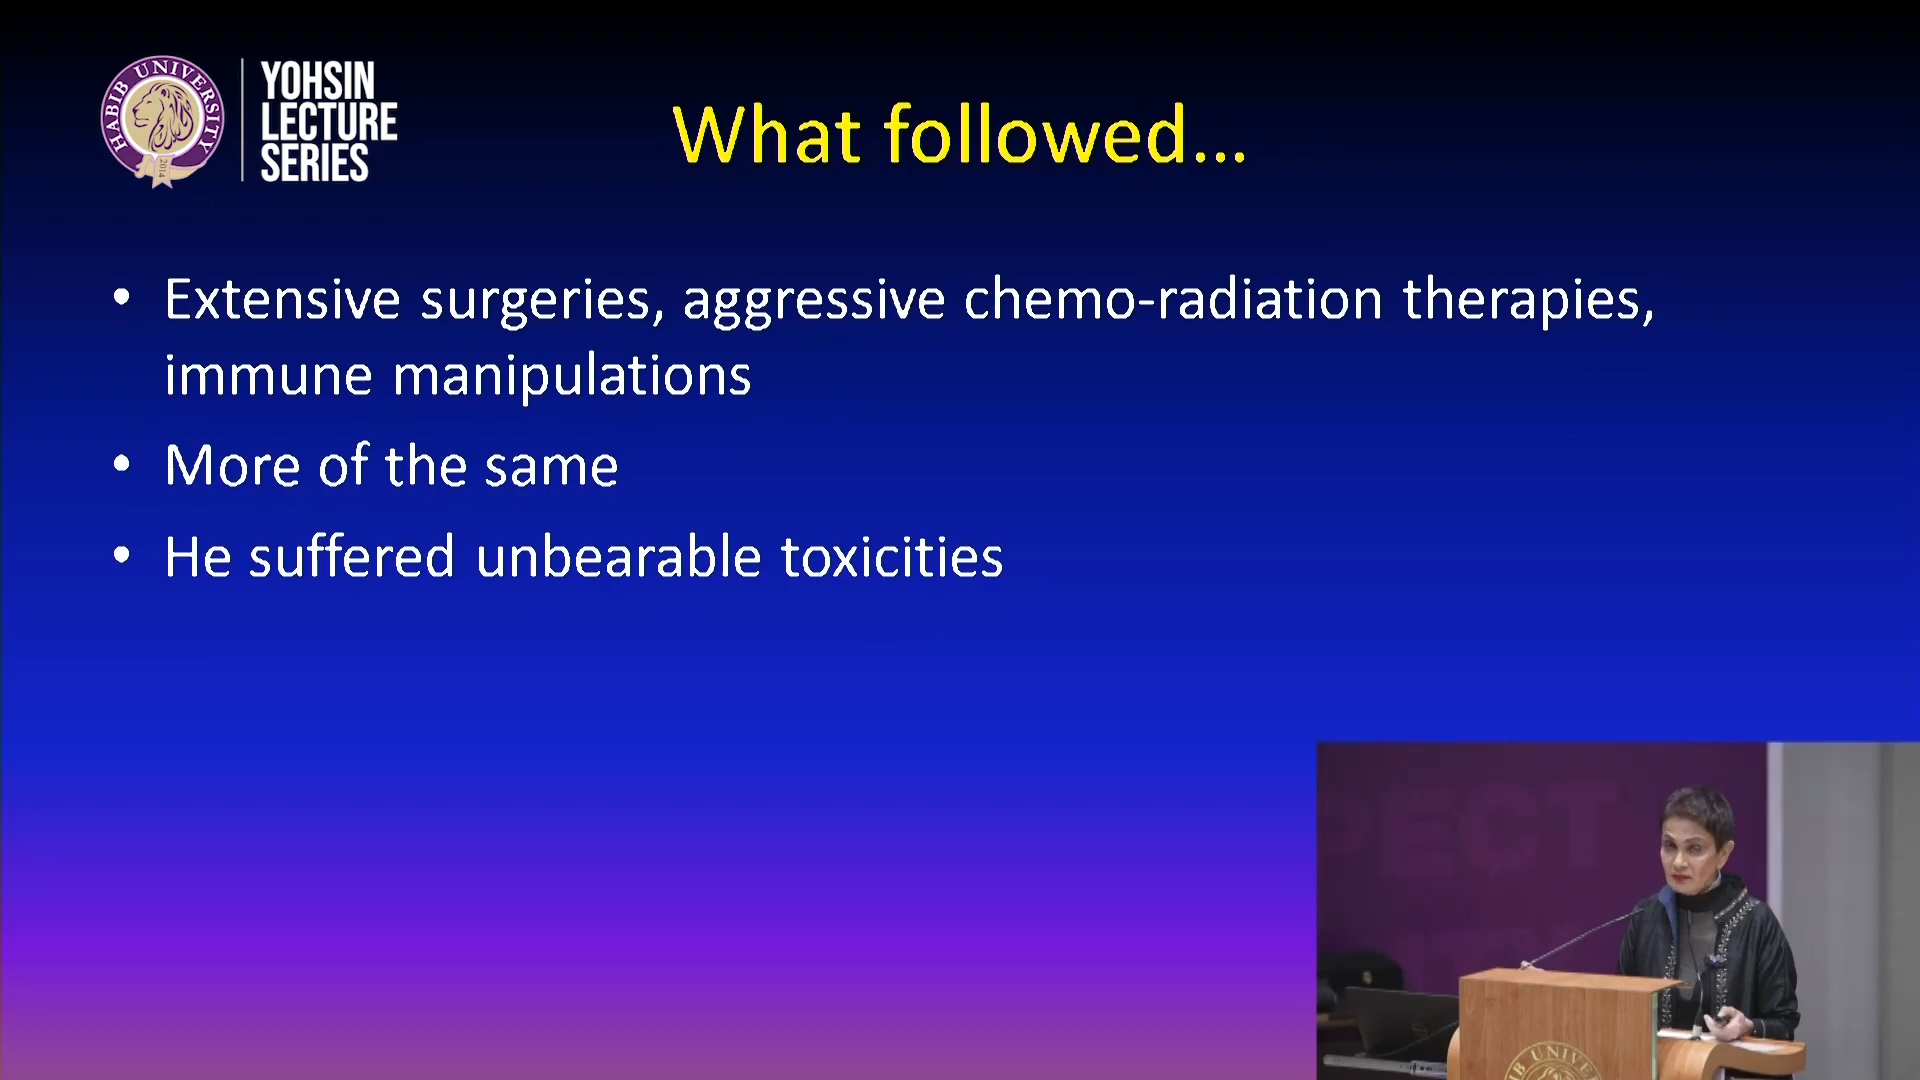 HABIB UNIVERSITY
2014
YOHSIN
LECTURE
SERIES
What followed...
• Extensive surgeries, aggressive chemo-radiation therapies,
immune manipulations
• More of the same
• He suffered unbearable toxicities
PECT